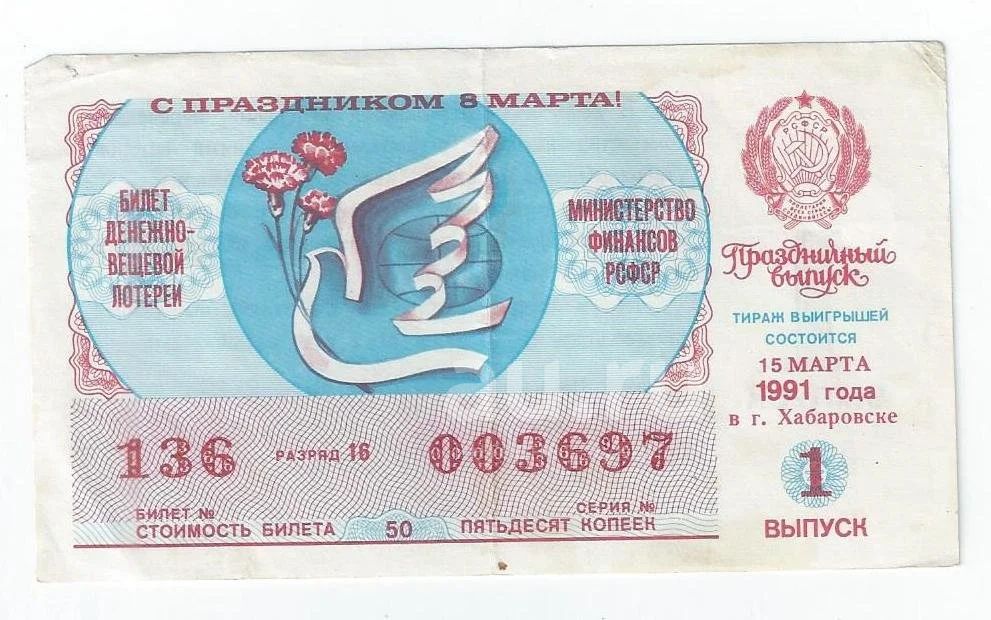 С ПРАЗДНИКОМ 8 МАРТА!
БИЛЕТ
ДЕНЕЖНО-
ВЕЩЕВОЙ
ЛОТЕРЕИ
МИНИСТЕРСТВО
ФИНАНСОВ
РСФСР
136
РАЗРЯД 16
003697
БИЛЕТ №
СЕРИЯ №
СТОИМОСТЬ БИЛЕТА 50 ПЯТЬДЕСЯТ КОПЕЕК
РСФСР
Праздничный
выпуск
ТИРАЖ ВЫИГРЫШЕЙ
СОСТОИТСЯ
15 МАРТА
1991 года
в г. Хабаровске
1
ВЫПУСК